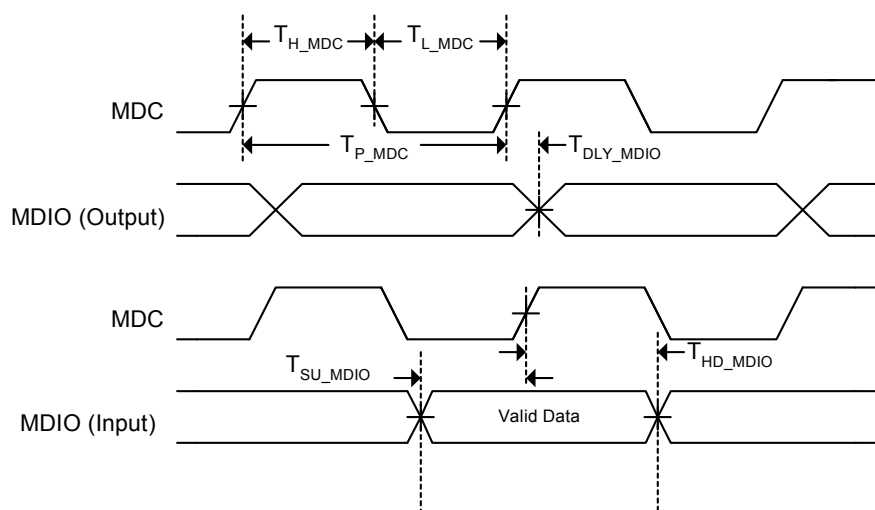 T_H_MDC T_L_MDC
MDC
T_P_MDC T_DLY_MDIO
MDIO (Output)
MDC
T_SU_MDIO T_HD_MDIO
MDIO (Input) Valid Data